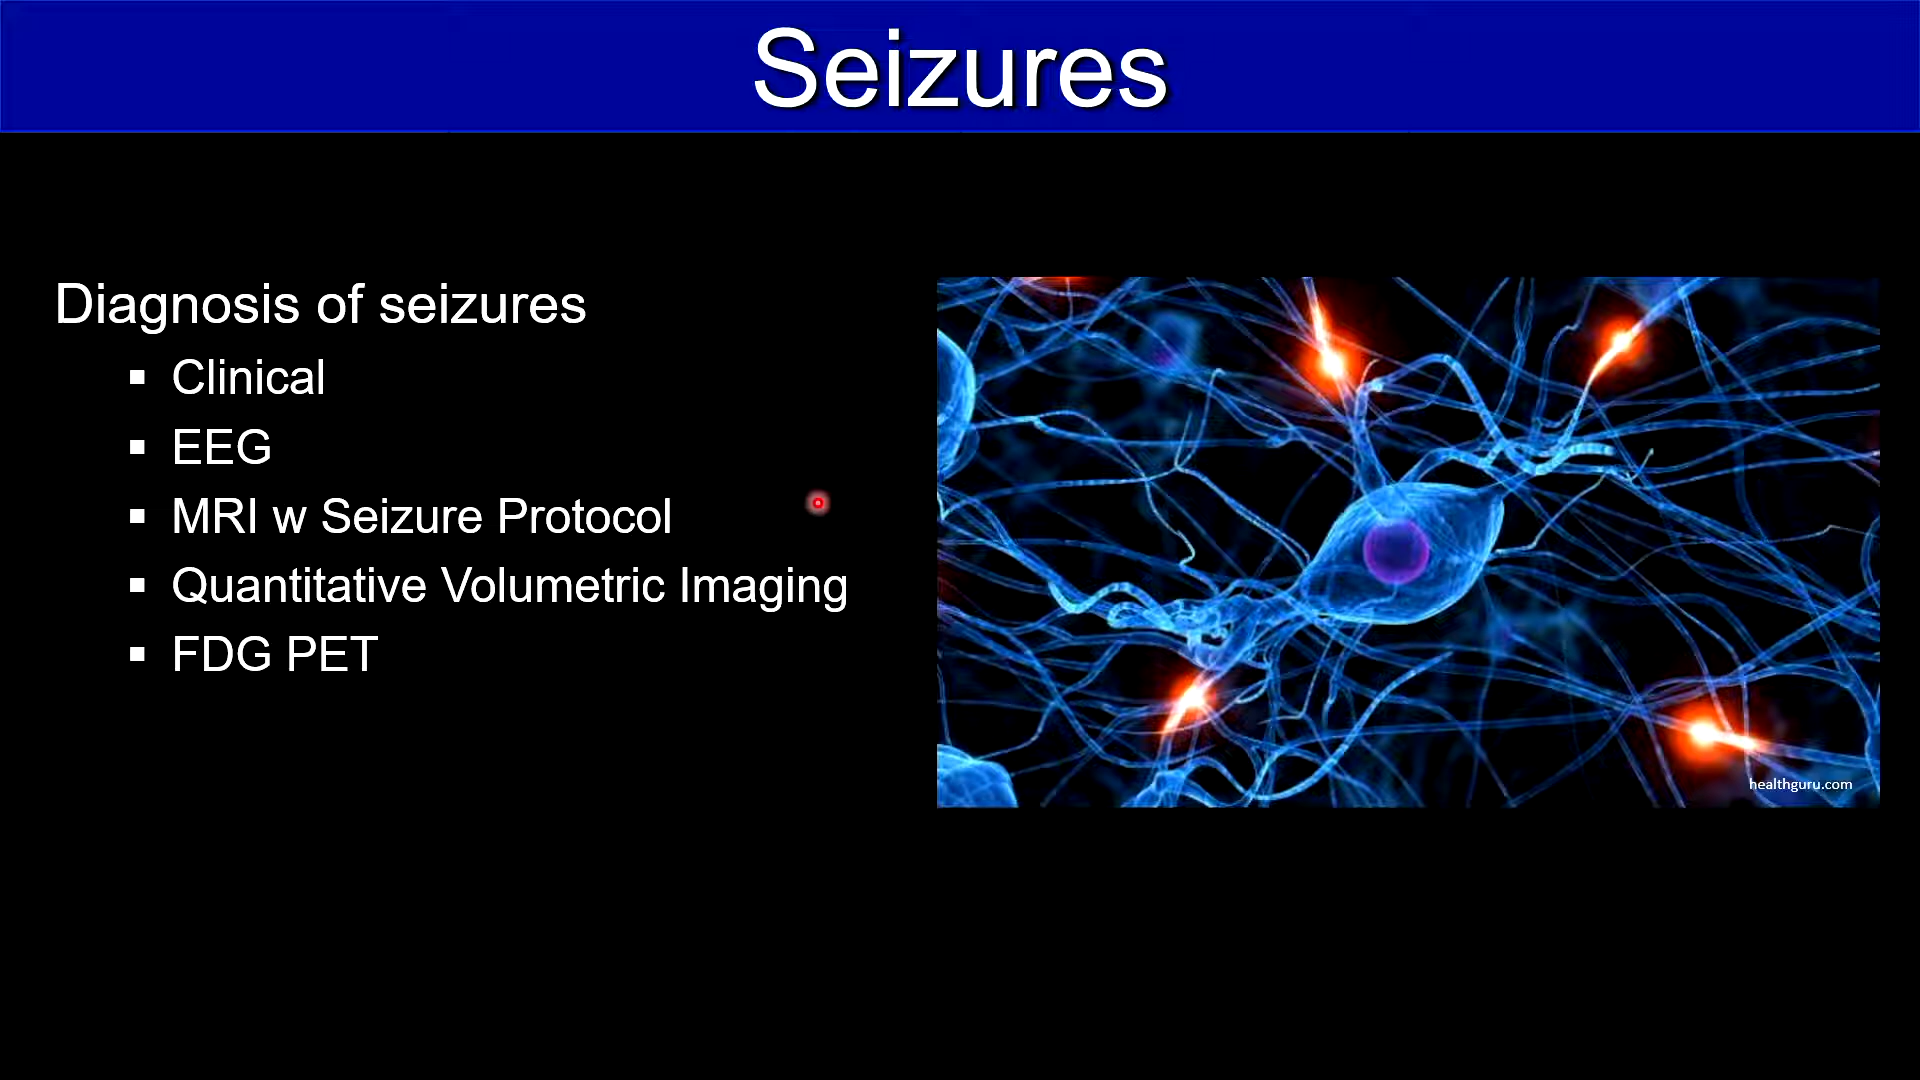 Seizures
Diagnosis of seizures
▪ Clinical
▪ EEG
▪ MRI w Seizure Protocol
▪ Quantitative Volumetric Imaging
▪ FDG PET
healthguru.com